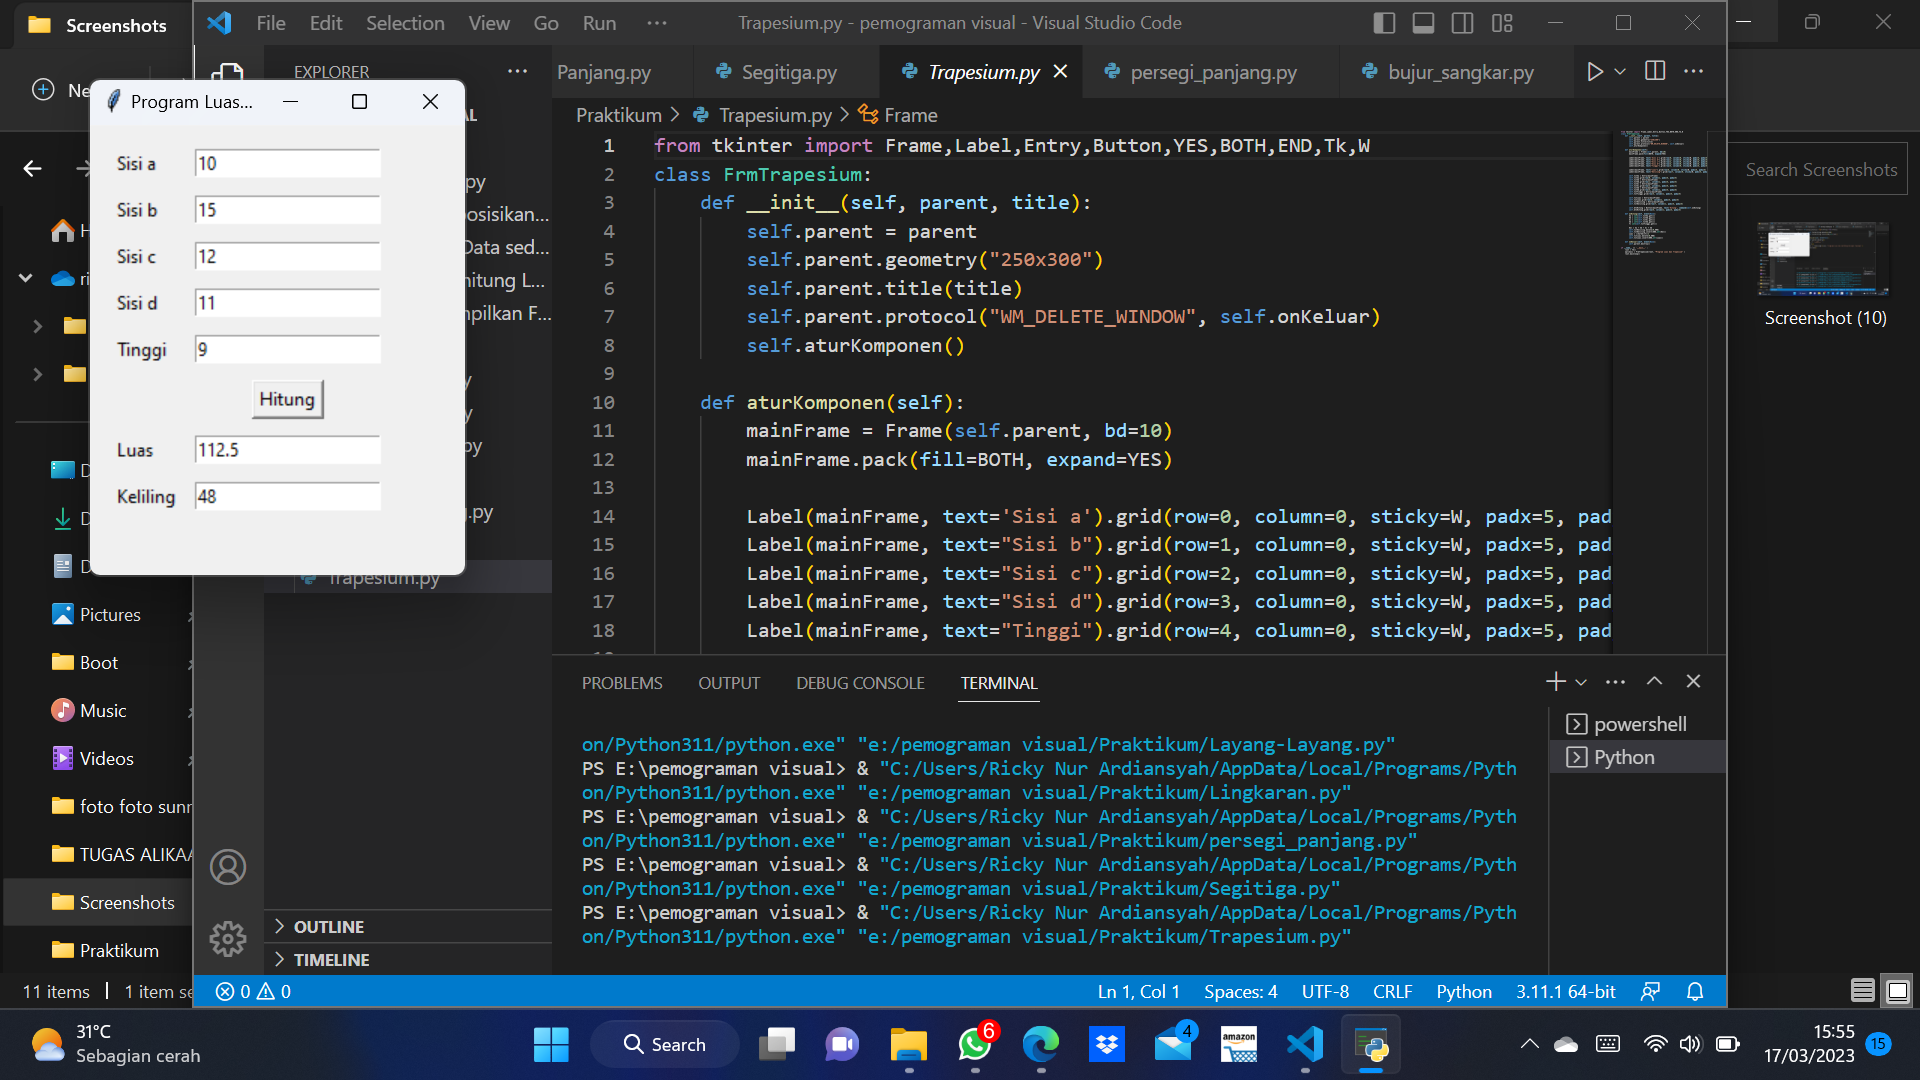 Screenshots
File Edit Selection View Go Run ···
Trapesium.py - pemograman visual - Visual Studio Code
EXPLORER ···
Panjang.py
Segitiga.py
Trapesium.py
persegi_panjang.py
bujur_sangkar.py
Praktikum > Trapesium.py > Frame
Search Screenshots
Screenshot (10)
Program Luas...
Sisi a 10
Sisi b 15
Sisi c 12
Sisi d 11
Tinggi 9
Hitung
Luas 112.5
Keliling 48
Trapesium.py
1 from tkinter import Frame,Label,Entry,Button,YES,BOTH,END,Tk,W
2 class FrmTrapesium:
3 def __init__(self, parent, title):
4 self.parent = parent
5 self.parent.geometry("250x300")
6 self.parent.title(title)
7 self.parent.protocol("WM_DELETE_WINDOW", self.onKeluar)
8 self.aturKomponen()
9
10 def aturKomponen(self):
11 mainFrame = Frame(self.parent, bd=10)
12 mainFrame.pack(fill=BOTH, expand=YES)
13
14 Label(mainFrame, text='Sisi a').grid(row=0, column=0, sticky=W, padx=5, pad
15 Label(mainFrame, text="Sisi b").grid(row=1, column=0, sticky=W, padx=5, pad
16 Label(mainFrame, text="Sisi c").grid(row=2, column=0, sticky=W, padx=5, pad
17 Label(mainFrame, text="Sisi d").grid(row=3, column=0, sticky=W, padx=5, pad
18 Label(mainFrame, text="Tinggi").grid(row=4, column=0, sticky=W, padx=5, pad
Pictures
Boot
Music
Videos
foto foto sunr
TUGAS ALIKAA
Screenshots
Praktikum
11 items
OUTLINE
TIMELINE
PROBLEMS OUTPUT DEBUG CONSOLE TERMINAL
powershell
Python
on/Python311/python.exe" "e:/pemograman visual/Praktikum/Layang-Layang.py"
PS E:\pemograman visual> & "C:/Users/Ricky Nur Ardiansyah/AppData/Local/Programs/Pyth
on/Python311/python.exe" "e:/pemograman visual/Praktikum/Lingkaran.py"
PS E:\pemograman visual> & "C:/Users/Ricky Nur Ardiansyah/AppData/Local/Programs/Pyth
on/Python311/python.exe" "e:/pemograman visual/Praktikum/persegi_panjang.py"
PS E:\pemograman visual> & "C:/Users/Ricky Nur Ardiansyah/AppData/Local/Programs/Pyth
on/Python311/python.exe" "e:/pemograman visual/Praktikum/Segitiga.py"
PS E:\pemograman visual> & "C:/Users/Ricky Nur Ardiansyah/AppData/Local/Programs/Pyth
on/Python311/python.exe" "e:/pemograman visual/Praktikum/Trapesium.py"
0 0
Ln 1, Col 1 Spaces: 4 UTF-8 CRLF Python 3.11.1 64-bit
31°C
Sebagian cerah
Search
6
4
amazon
15:55
17/03/2023
15